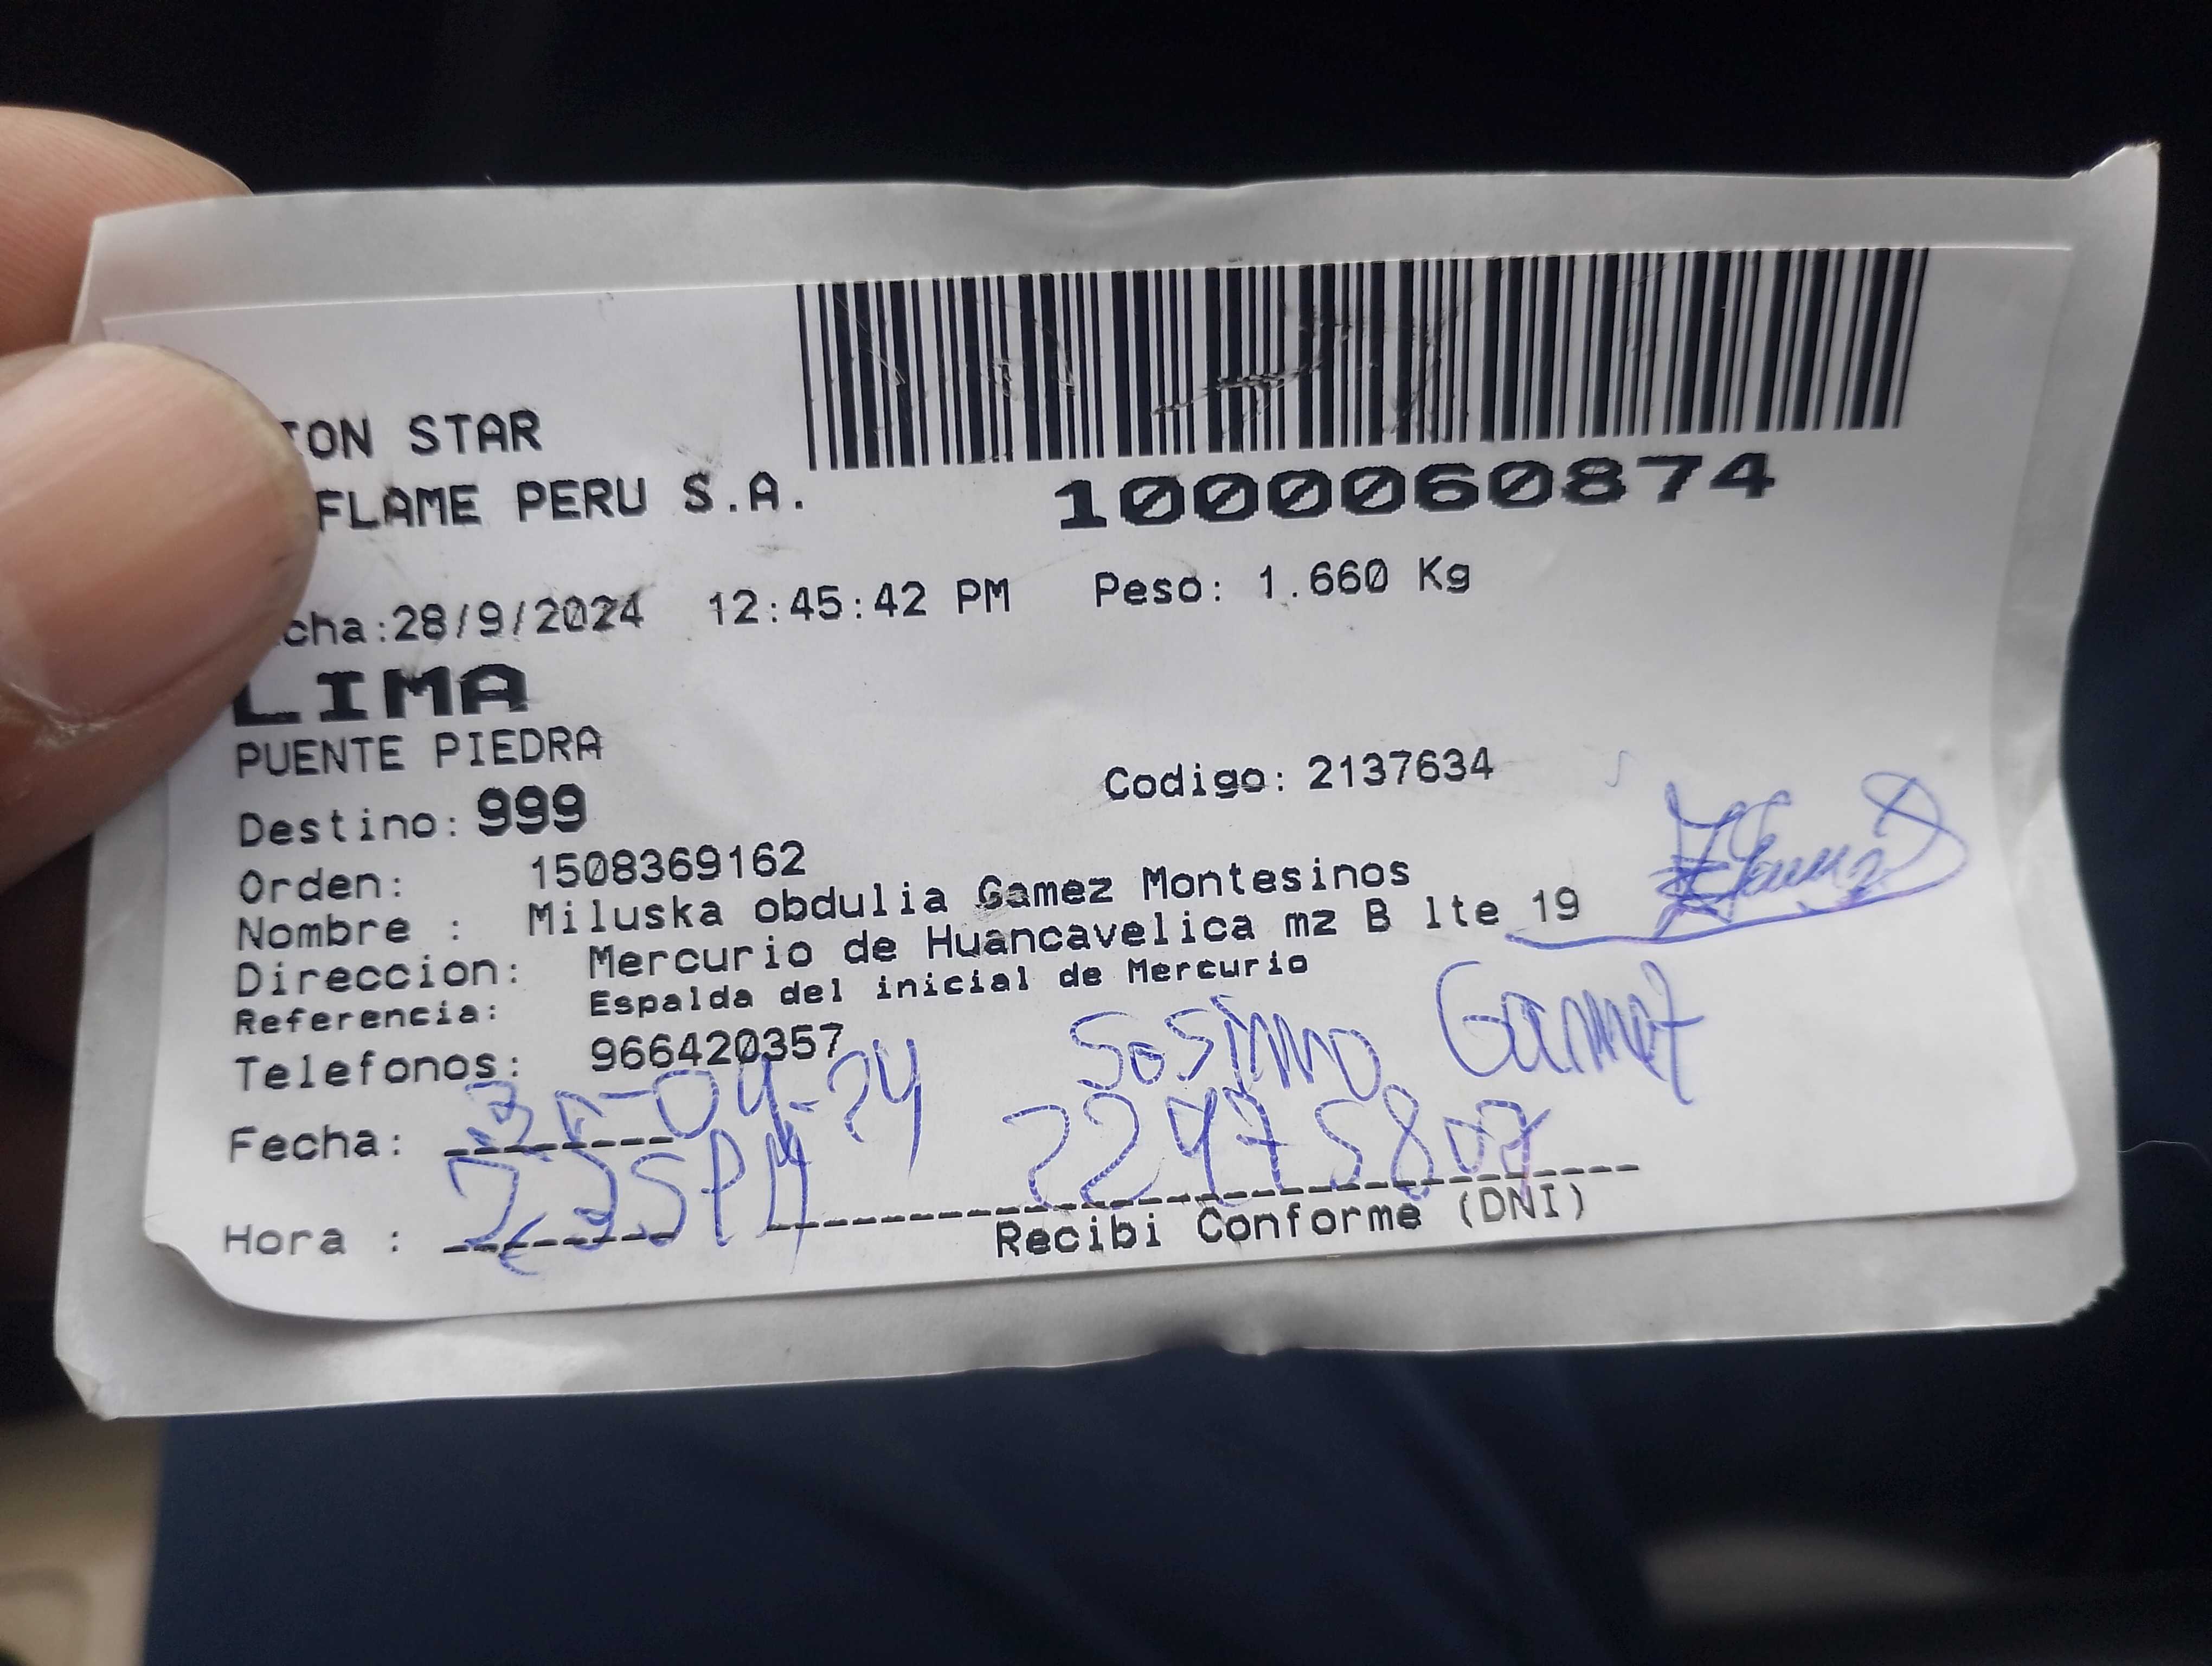 ION STAR
FLAME PERU S.A.
1000060874
cha:28/9/2024 12:45:42 PM Peso: 1.660 Kg
LIMA
PUENTE PIEDRA
Destino: 999 Codigo: 2137634
Orden: 1508369162
Nombre : Miluska obdulia Gamez Montesinos
Direccion: Mercurio de Huancavelica mz B lte 19
Referencia: Espalda del inicial de Mercurio
Telefonos: 966420357
Sosimo
Fecha:
Hora :
Recibi Conforme (DNI)